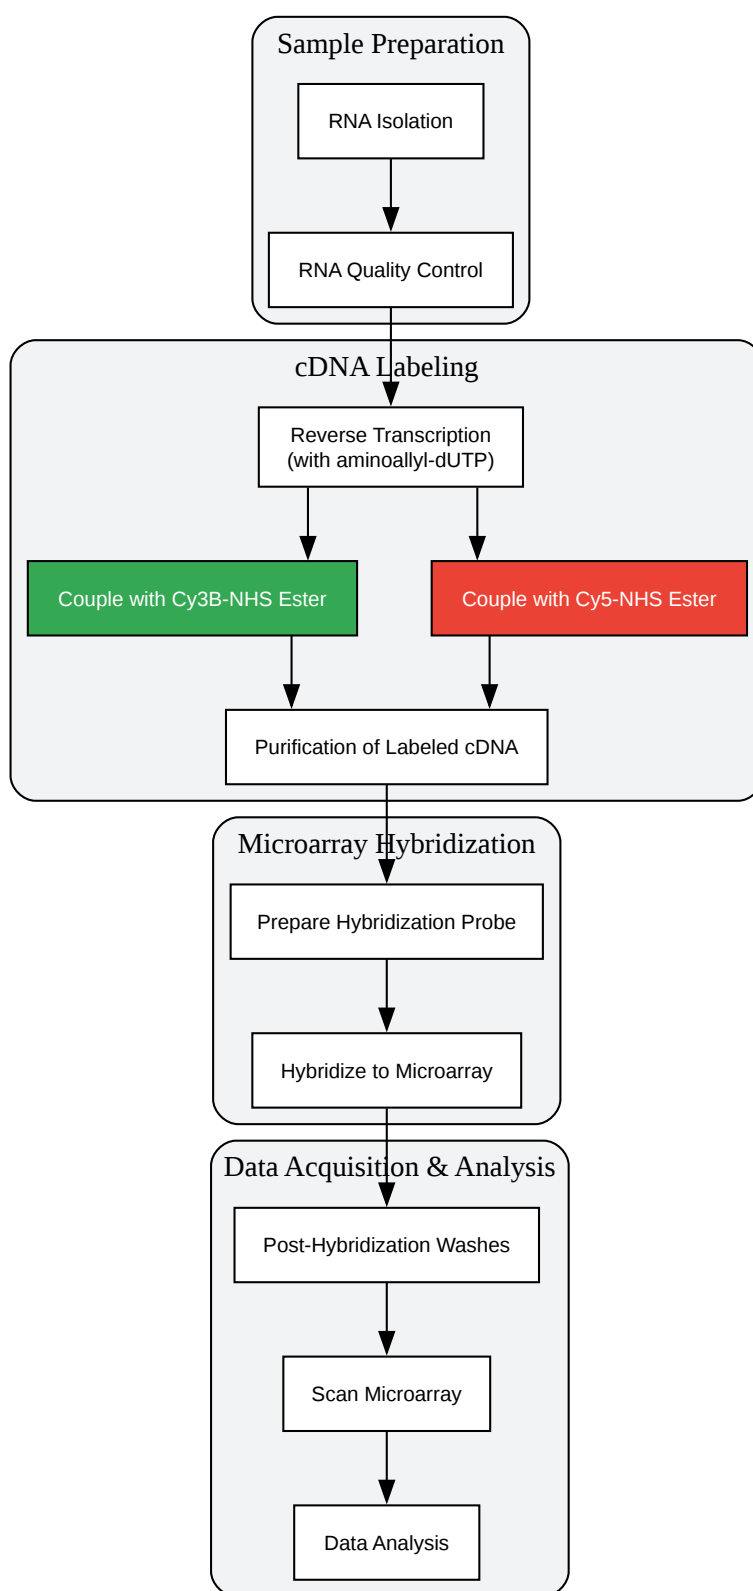 Sample Preparation
RNA Isolation
RNA Quality Control
cDNA Labeling
Reverse Transcription
(with aminoallyl-dUTP)
Couple with Cy3B-NHS Ester
Couple with Cy5-NHS Ester
Purification of Labeled cDNA
Microarray Hybridization
Prepare Hybridization Probe
Hybridize to Microarray
Data Acquisition & Analysis
Post-Hybridization Washes
Scan Microarray
Data Analysis